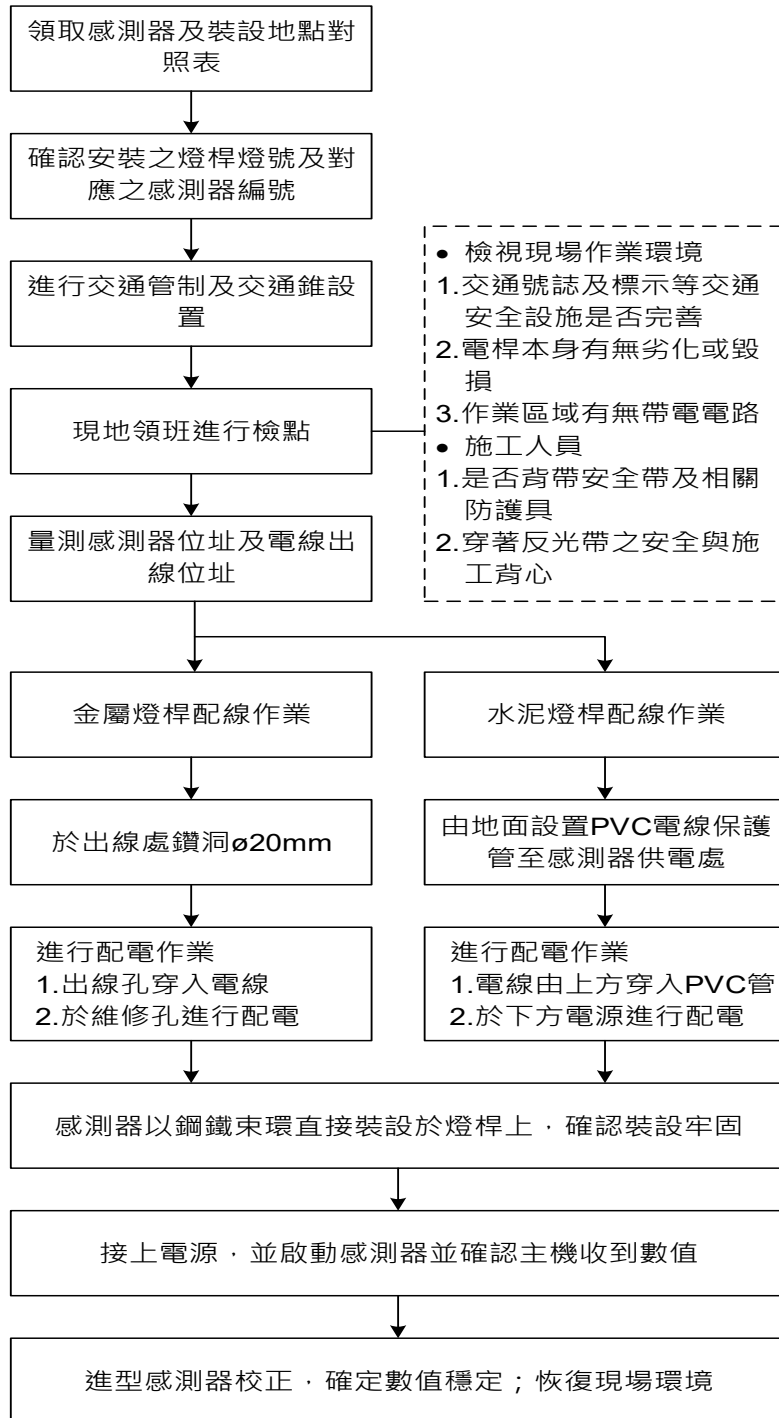 領取感測器及裝設地點對
照表
確認安裝之燈桿燈號及對
應之感測器編號
進行交通管制及交通錐設
置
現地領班進行檢點
• 檢視現場作業環境
1.交通號誌及標示等交通
安全設施是否完善
2.電桿本身有無劣化或毀
損
3.作業區域有無帶電電路
• 施工人員
1.是否背帶安全帶及相關
防護具
2.穿著反光帶之安全與施
工背心
量測感測器位址及電線出
線位址
金屬燈桿配線作業
於出線處鑽洞ø20mm
進行配電作業
1.出線孔穿入電線
2.於維修孔進行配電
水泥燈桿配線作業
由地面設置PVC電線保護
管至感測器供電處
進行配電作業
1.電線由上方穿入PVC管
2.於下方電源進行配電
感測器以鋼鐵束環直接裝設於燈桿上，確認裝設牢固
接上電源，並啟動感測器並確認主機收到數值
進型感測器校正，確定數值穩定；恢復現場環境